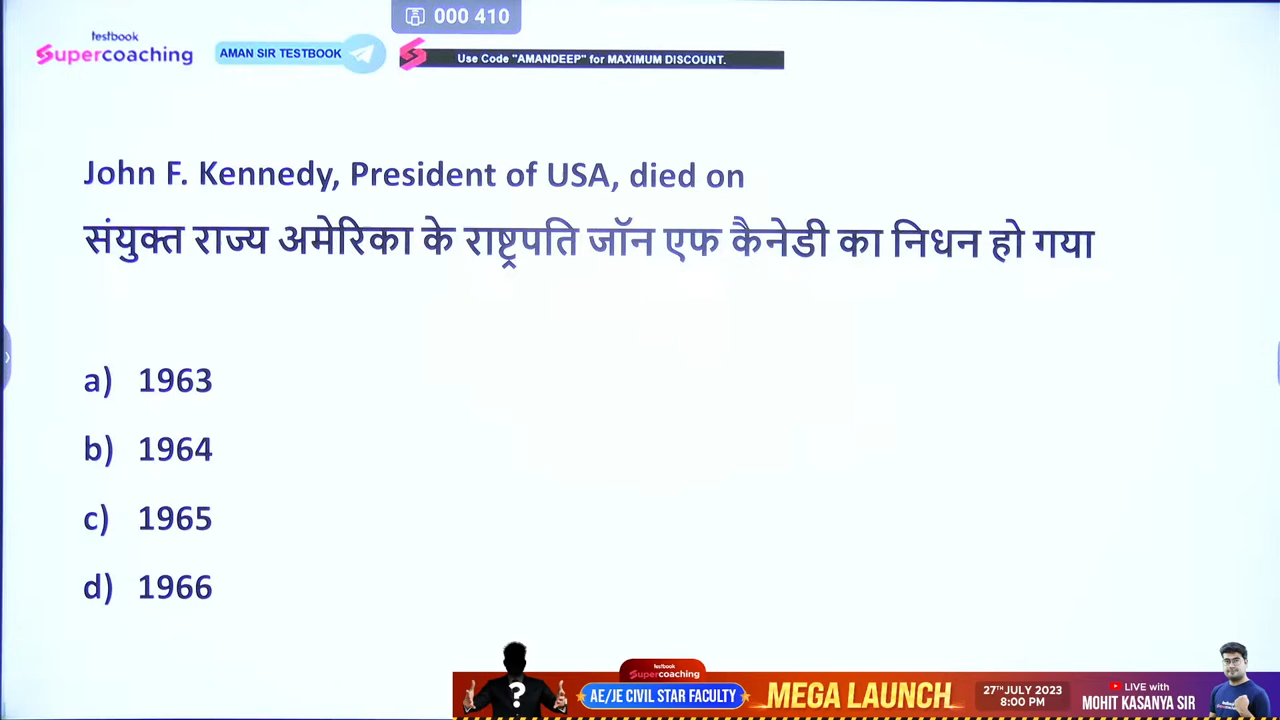 000 410
testbook
Supercoaching
AMAN SIR TESTBOOK
Use Code "AMANDEEP" for MAXIMUM DISCOUNT.
John F. Kennedy, President of USA, died on
संयुक्त राज्य अमेरिका के राष्ट्रपति जॉन एफ कैनेडी का निधन हो गया
a) 1963
b) 1964
c) 1965
d) 1966
?
testbook
Supercoaching
AE/JE CIVIL STAR FACULTY
MEGA LAUNCH
27TH JULY 2023
8:00 PM
LIVE with
MOHIT KASANYA SIR